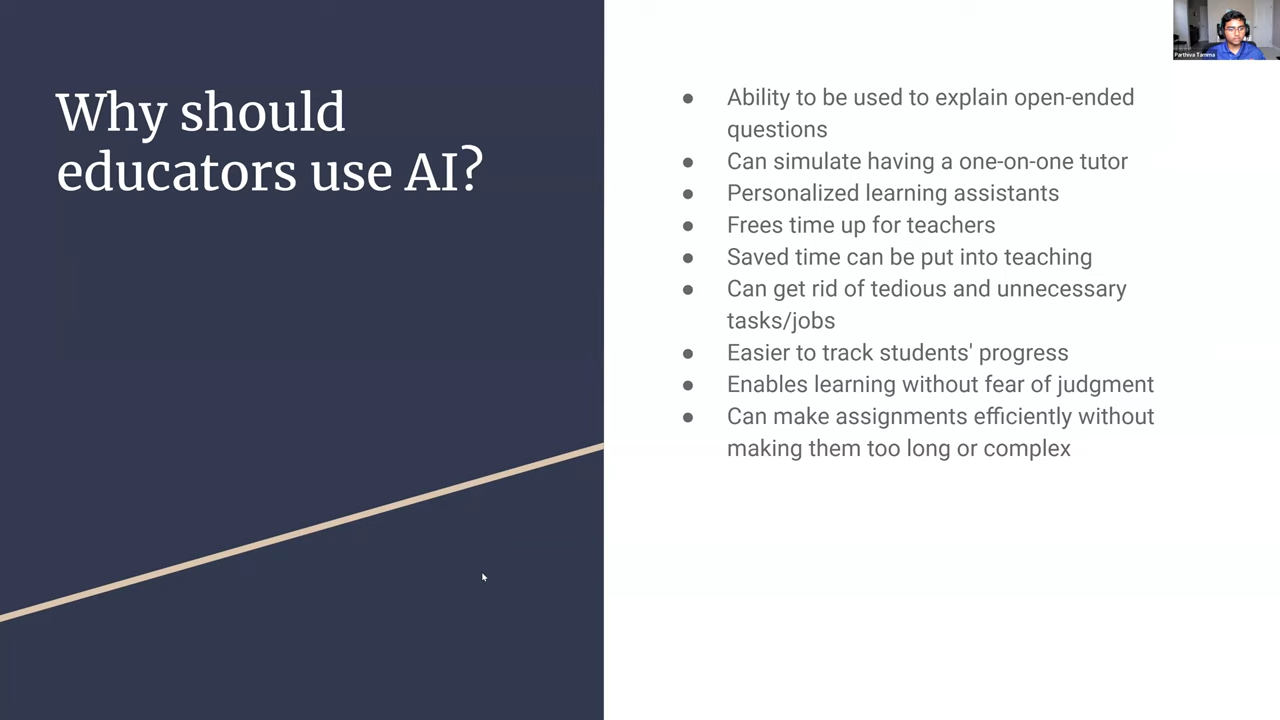 Why should
educators use AI?
● Ability to be used to explain open-ended
questions
● Can simulate having a one-on-one tutor
● Personalized learning assistants
● Frees time up for teachers
● Saved time can be put into teaching
● Can get rid of tedious and unnecessary
tasks/jobs
● Easier to track students' progress
● Enables learning without fear of judgment
● Can make assignments efficiently without
making them too long or complex
Parthiva Tamma